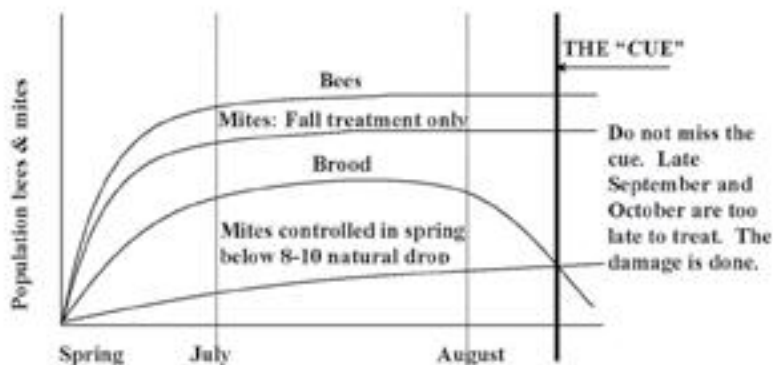 THE "CUE"
Bees
Mites: Fall treatment only
Brood
Mites controlled in spring
below 8-10 natural drop
Do not miss the
cue. Late
September and
October are too
late to treat. The
damage is done.
Population bees & mites
Spring
July
August